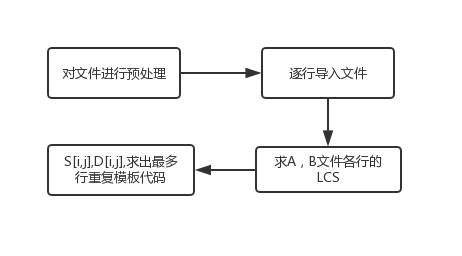 对文件进行预处理
逐行导入文件
求A，B文件各行的
LCS
S[i,j],D[i,j],求出最多
行重复模板代码